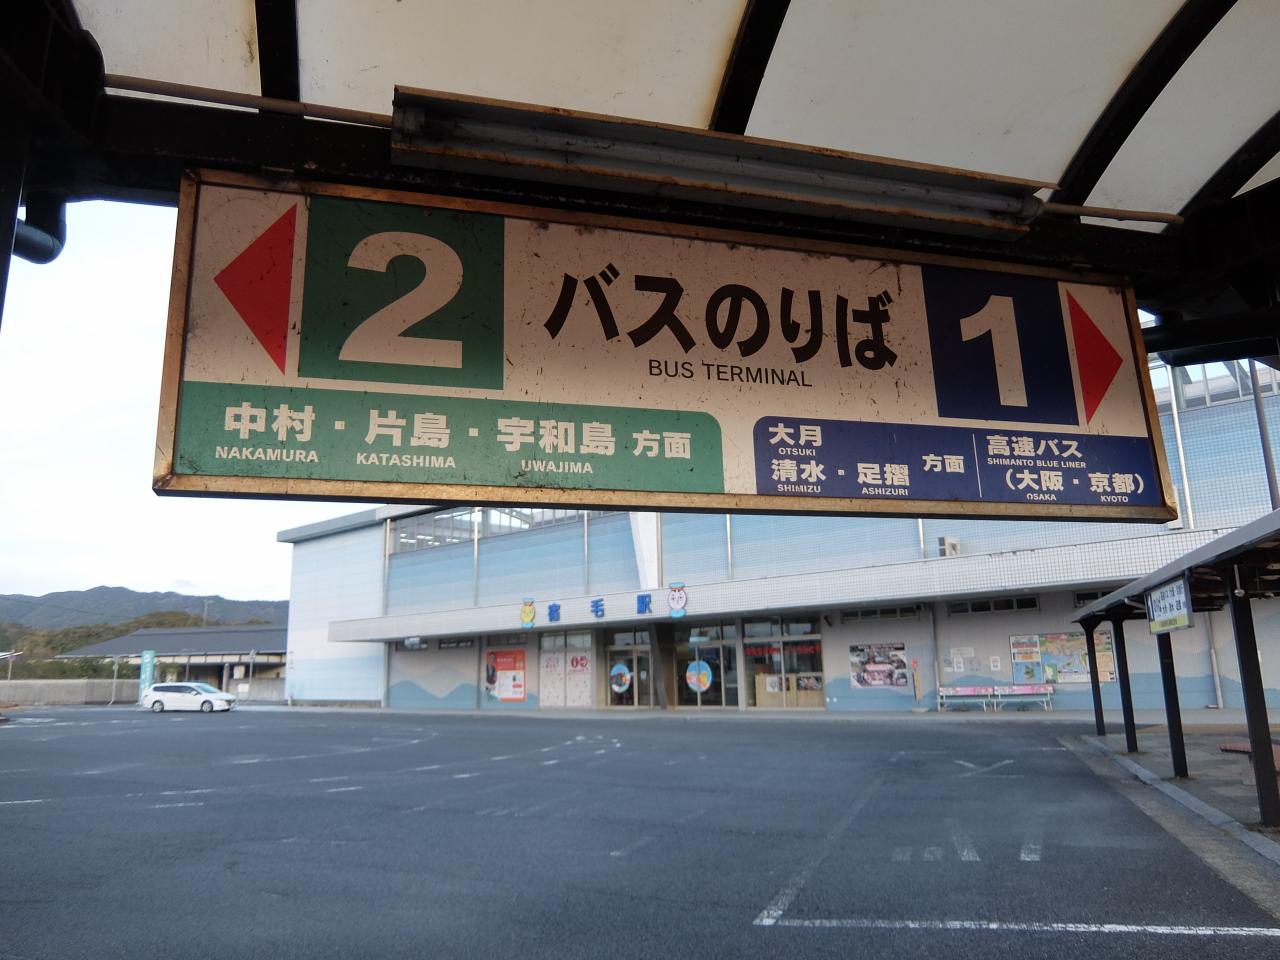 2
バスのりば
BUS TERMINAL
1
中村・片島・宇和島 方面
NAKAMURA KATASHIMA UWAJIMA
大月
OTSUKI
清水・足摺 方面
SHIMIZU ASHIZURI
高速バス
SHIMANTO BLUE LINER
(大阪・京都)
OSAKA KYOTO
宿毛駅